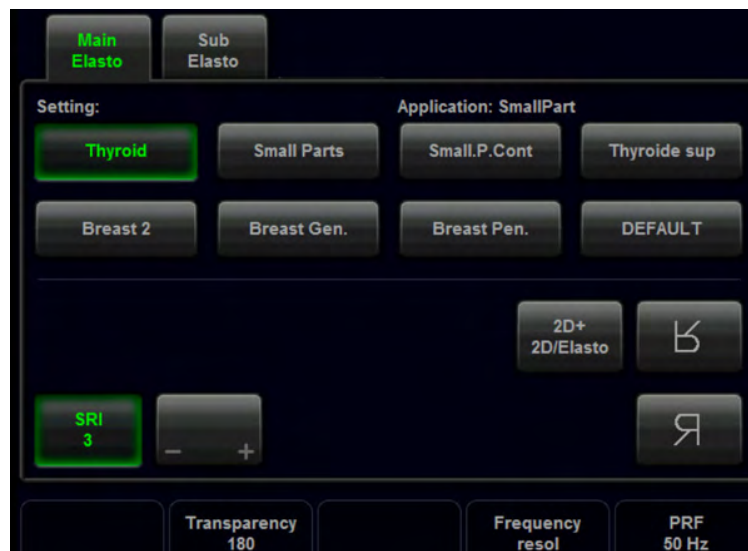 Main
Elasto
Sub
Elasto
Setting:
Application: SmallPart
Thyroid
Small Parts
Small.P.Cont
Thyroide sup
Breast 2
Breast Gen.
Breast Pen.
DEFAULT
2D+
2D/Elasto
SRI
3
- +
Transparency
180
Frequency
resol
PRF
50 Hz